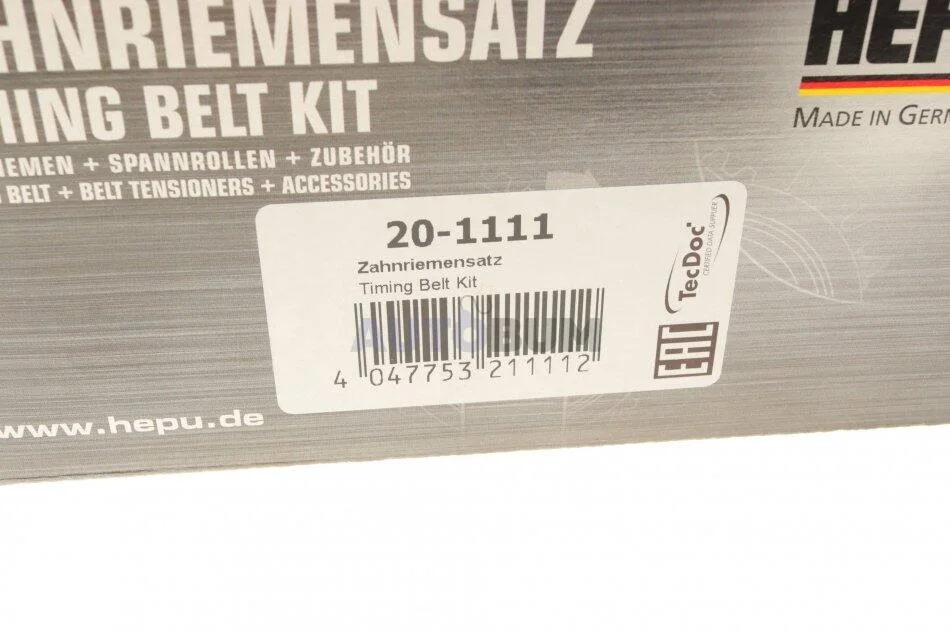 HNRIEMENSATZ
MING BELT KIT
IEMEN + SPANNROLLEN + ZUBEHÖR
BELT + BELT TENSIONERS + ACCESSORIES
HEP
MADE IN GERM
20-1111
Zahnriemensatz
Timing Belt Kit
AUTOBUM
4 047753 211112
TecDoc
CERTIFIED DATA SUPPLIER
EAC
www.hepu.de